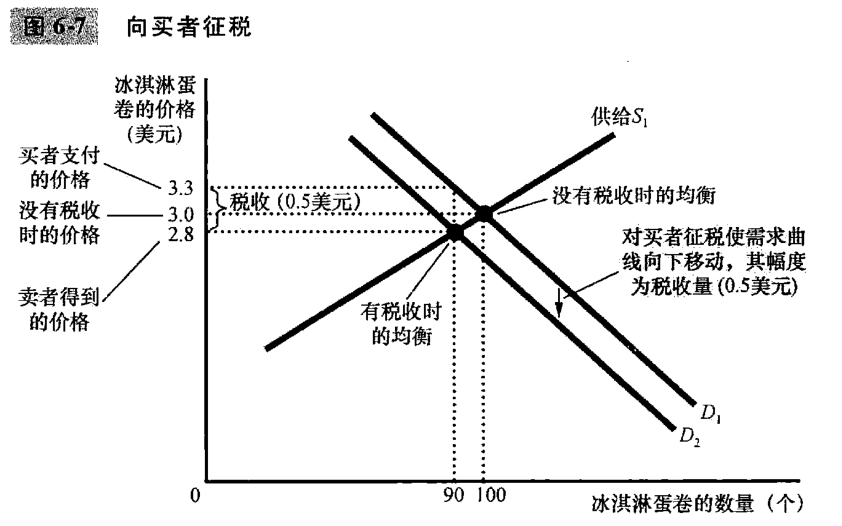 图 6-7 向买者征税
冰淇淋蛋
卷的价格
(美元)
买者支付
的价格
没有税收
时的价格
卖者得到
的价格
3.3
3.0
2.8
税收 (0.5美元)
供给S₁
没有税收时的均衡
对买者征税使需求曲
线向下移动，其幅度
为税收量 (0.5美元)
有税收时
的均衡
D₁
D₂
0
90
100
冰淇淋蛋卷的数量（个）